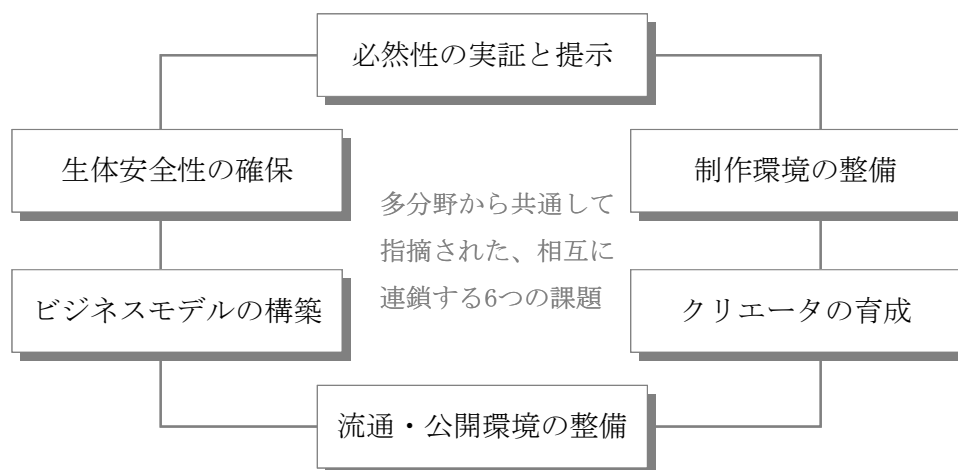 必然性の実証と提示
生体安全性の確保
制作環境の整備
多分野から共通して
指摘された、相互に
連鎖する6つの課題
ビジネスモデルの構築
クリエータの育成
流通・公開環境の整備